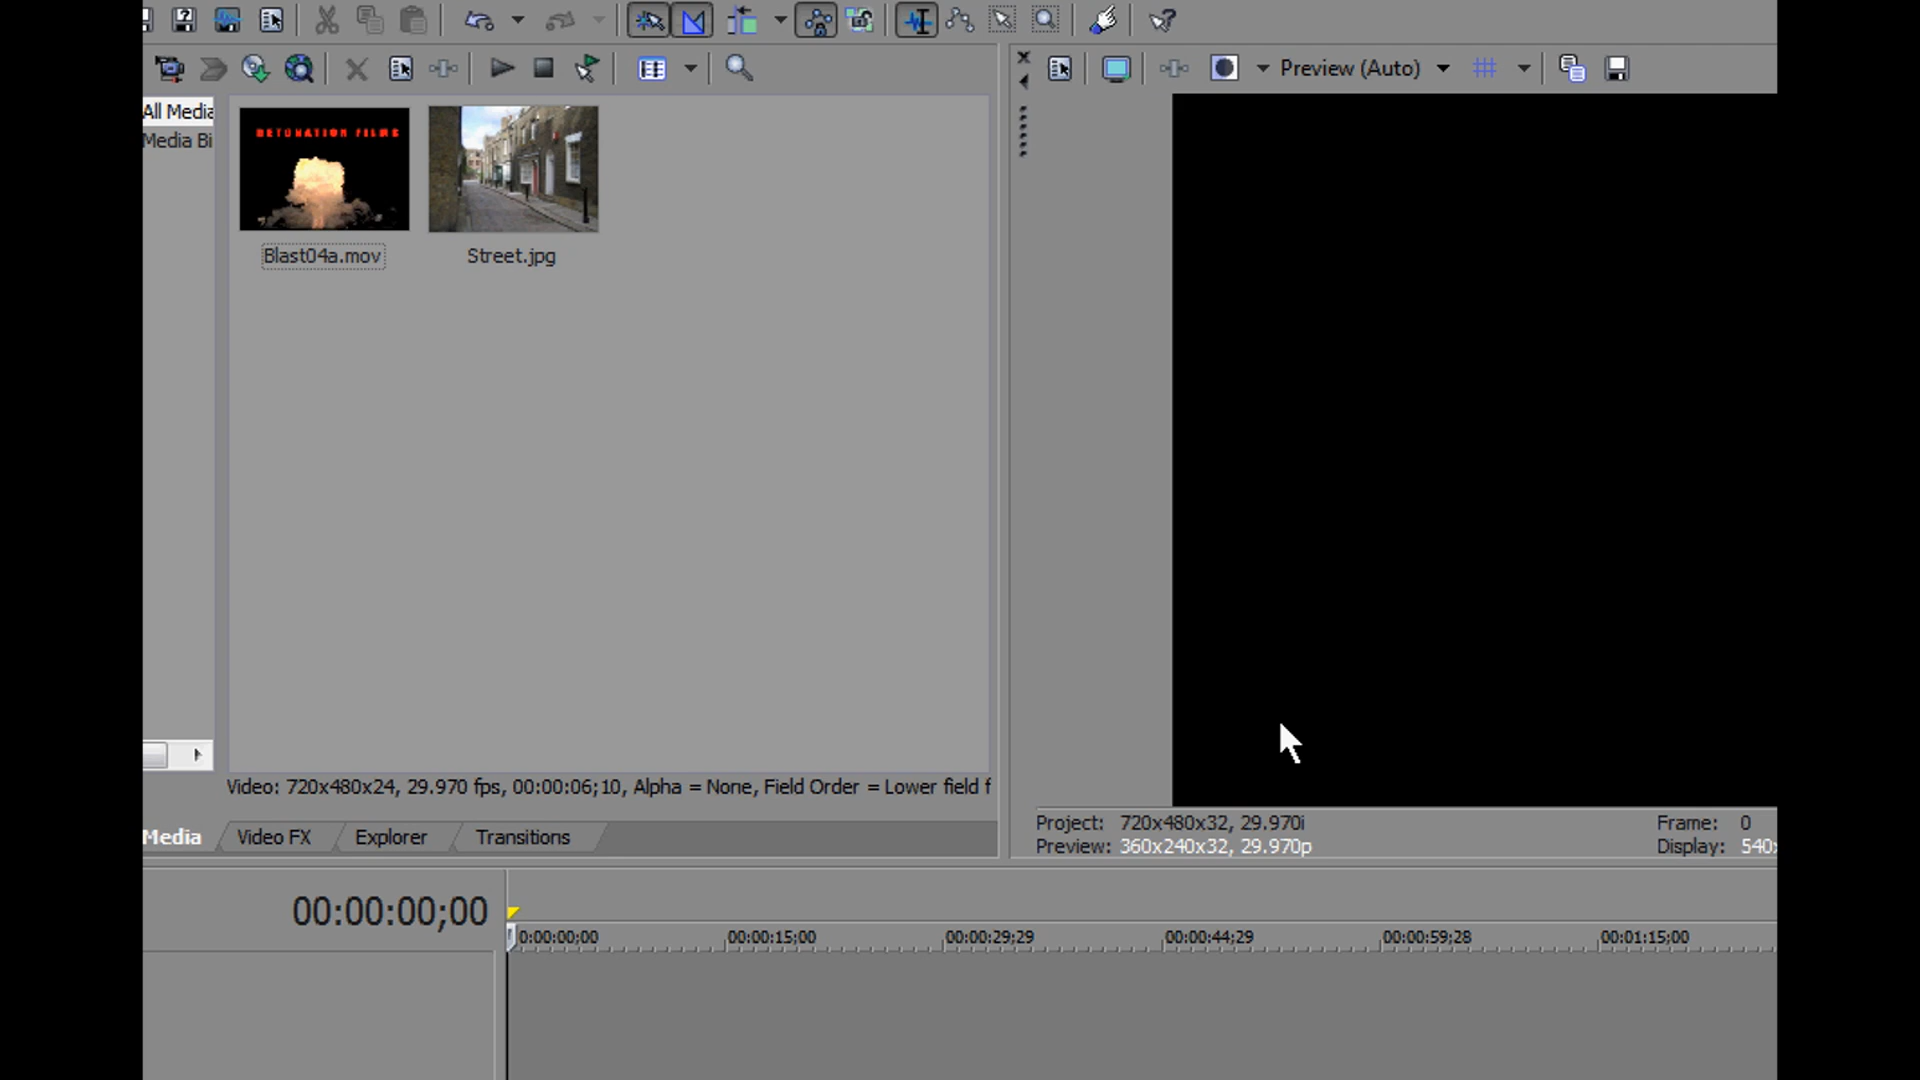 Preview (Auto)
All Media
Media Bi
DETONATION FILMS
Blast04a.mov
Street.jpg
Video: 720x480x24, 29.970 fps, 00:00:06;10, Alpha = None, Field Order = Lower field f
Media
Video FX
Explorer
Transitions
Project: 720x480x32, 29.970i
Frame: 0
Preview: 360x240x32, 29.970p
Display: 540x
00:00:00;00
0:00:00;00
00:00:15;00
00:00:29;29
00:00:44;29
00:00:59;28
00:01:15;00